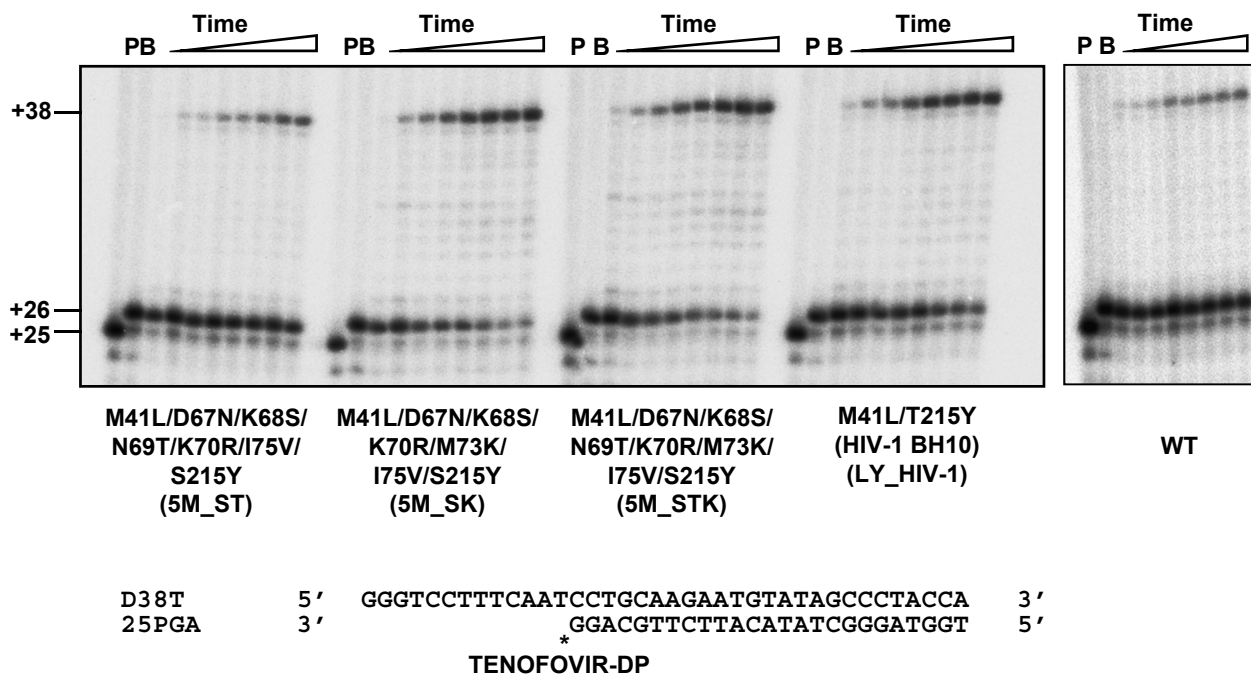 Time Time Time Time Time
PB PB P B P B P B
+38
+26
+25
M41L/D67N/K68S/
N69T/K70R/I75V/
S215Y
(5M_ST)
M41L/D67N/K68S/
K70R/M73K/
I75V/S215Y
(5M_SK)
M41L/D67N/K68S/
N69T/K70R/M73K/
I75V/S215Y
(5M_STK)
M41L/T215Y
(HIV-1 BH10)
(LY_HIV-1)
WT
D38T 5′ GGGTCCTTTCAATCCTGCAAGAATGTATAGCCCTACCA 3′
25PGA 3′ GGACGTTCTTACATATCGGGATGGT 5′
*
TENOFOVIR-DP